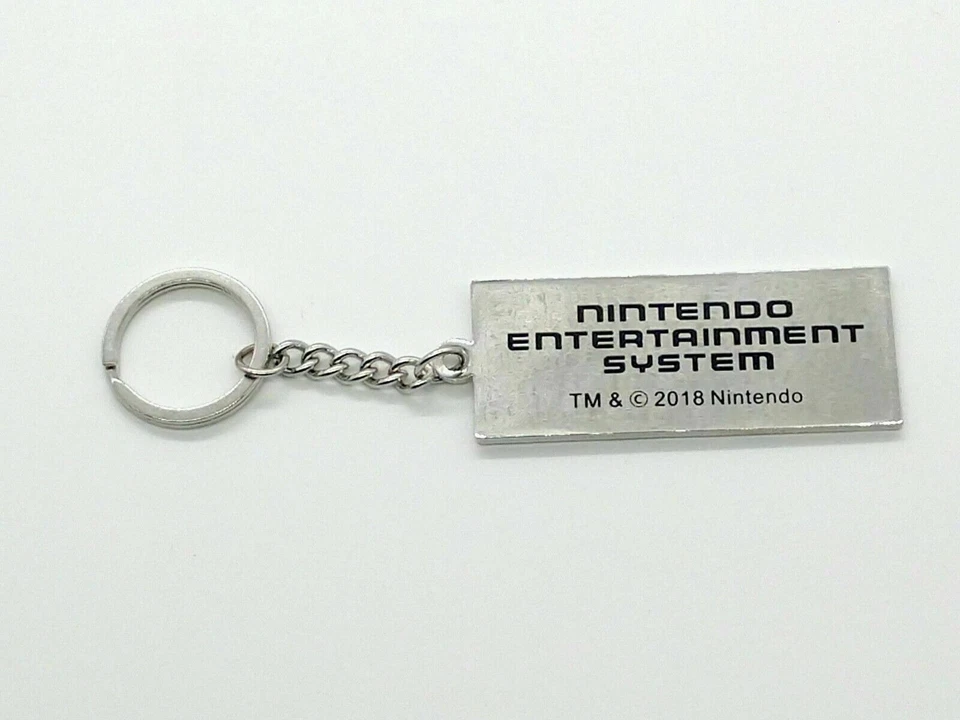 NINTENDO
ENTERTAINMENT
SYSTEM
TM & © 2018 Nintendo